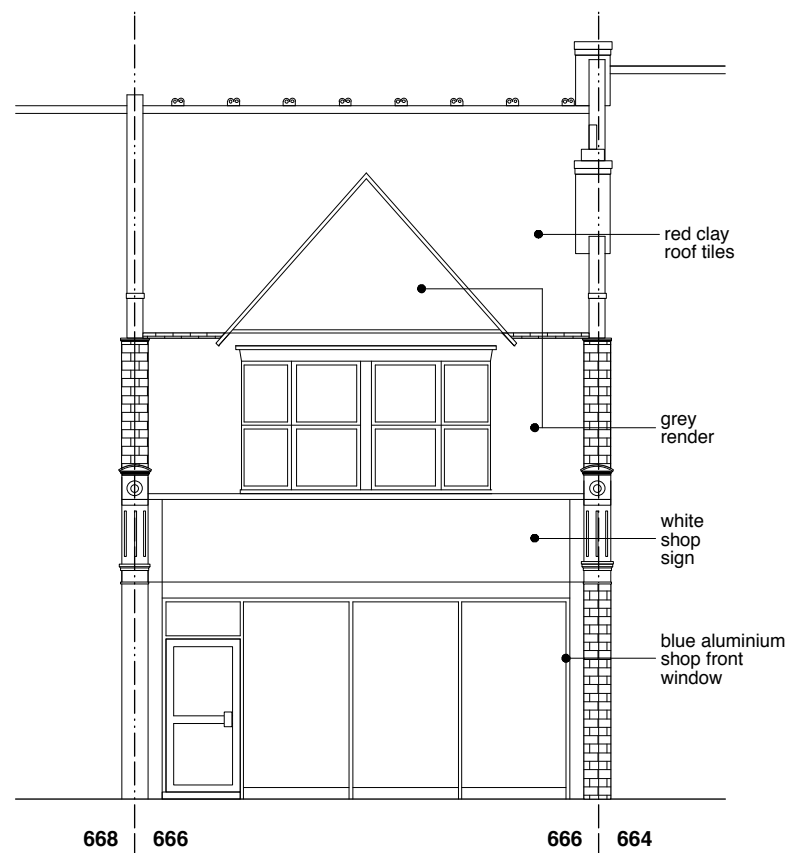 red clay
roof tiles
grey
render
white
shop
sign
blue aluminium
shop front
window
668 666 666 664